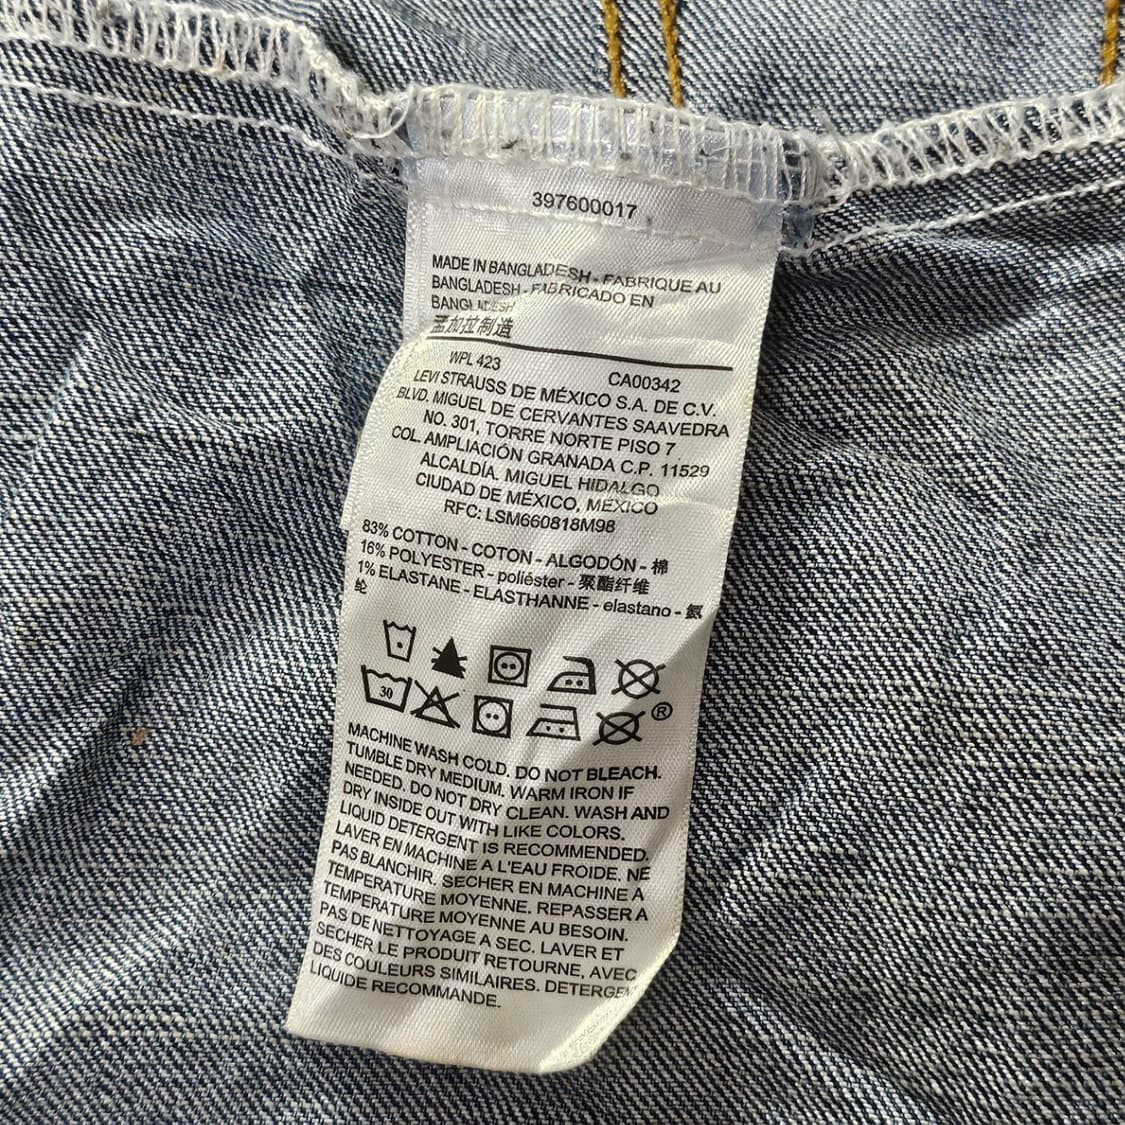 397600017
MADE IN BANGLADESH - FABRIQUE AU
BANGLADESH - FABRICADO EN
BANGLADESH
孟加拉制造
WPL 423 CA00342
LEVI STRAUSS DE MÉXICO S.A. DE C.V.
BLVD. MIGUEL DE CERVANTES SAAVEDRA
NO. 301, TORRE NORTE PISO 7
COL. AMPLIACIÓN GRANADA C.P. 11529
ALCALDÍA, MIGUEL HIDALGO
CIUDAD DE MÉXICO, MÉXICO
RFC: LSM660818M98
83% COTTON - COTON - ALGODÓN - 棉
16% POLYESTER - poliéster - 聚酯纤维
1% ELASTANE - ELASTHANNE - elastano - 氨
纶
30
®
MACHINE WASH COLD. DO NOT BLEACH.
TUMBLE DRY MEDIUM. WARM IRON IF
NEEDED. DO NOT DRY CLEAN. WASH AND
DRY INSIDE OUT WITH LIKE COLORS.
LIQUID DETERGENT IS RECOMMENDED.
LAVER EN MACHINE A L'EAU FROIDE. NE
PAS BLANCHIR. SECHER EN MACHINE A
TEMPERATURE MOYENNE. REPASSER A
TEMPERATURE MOYENNE AU BESOIN.
PAS DE NETTOYAGE A SEC. LAVER ET
SECHER LE PRODUIT RETOURNE, AVEC
DES COULEURS SIMILAIRES. DETERGENT
LIQUIDE RECOMMANDE.